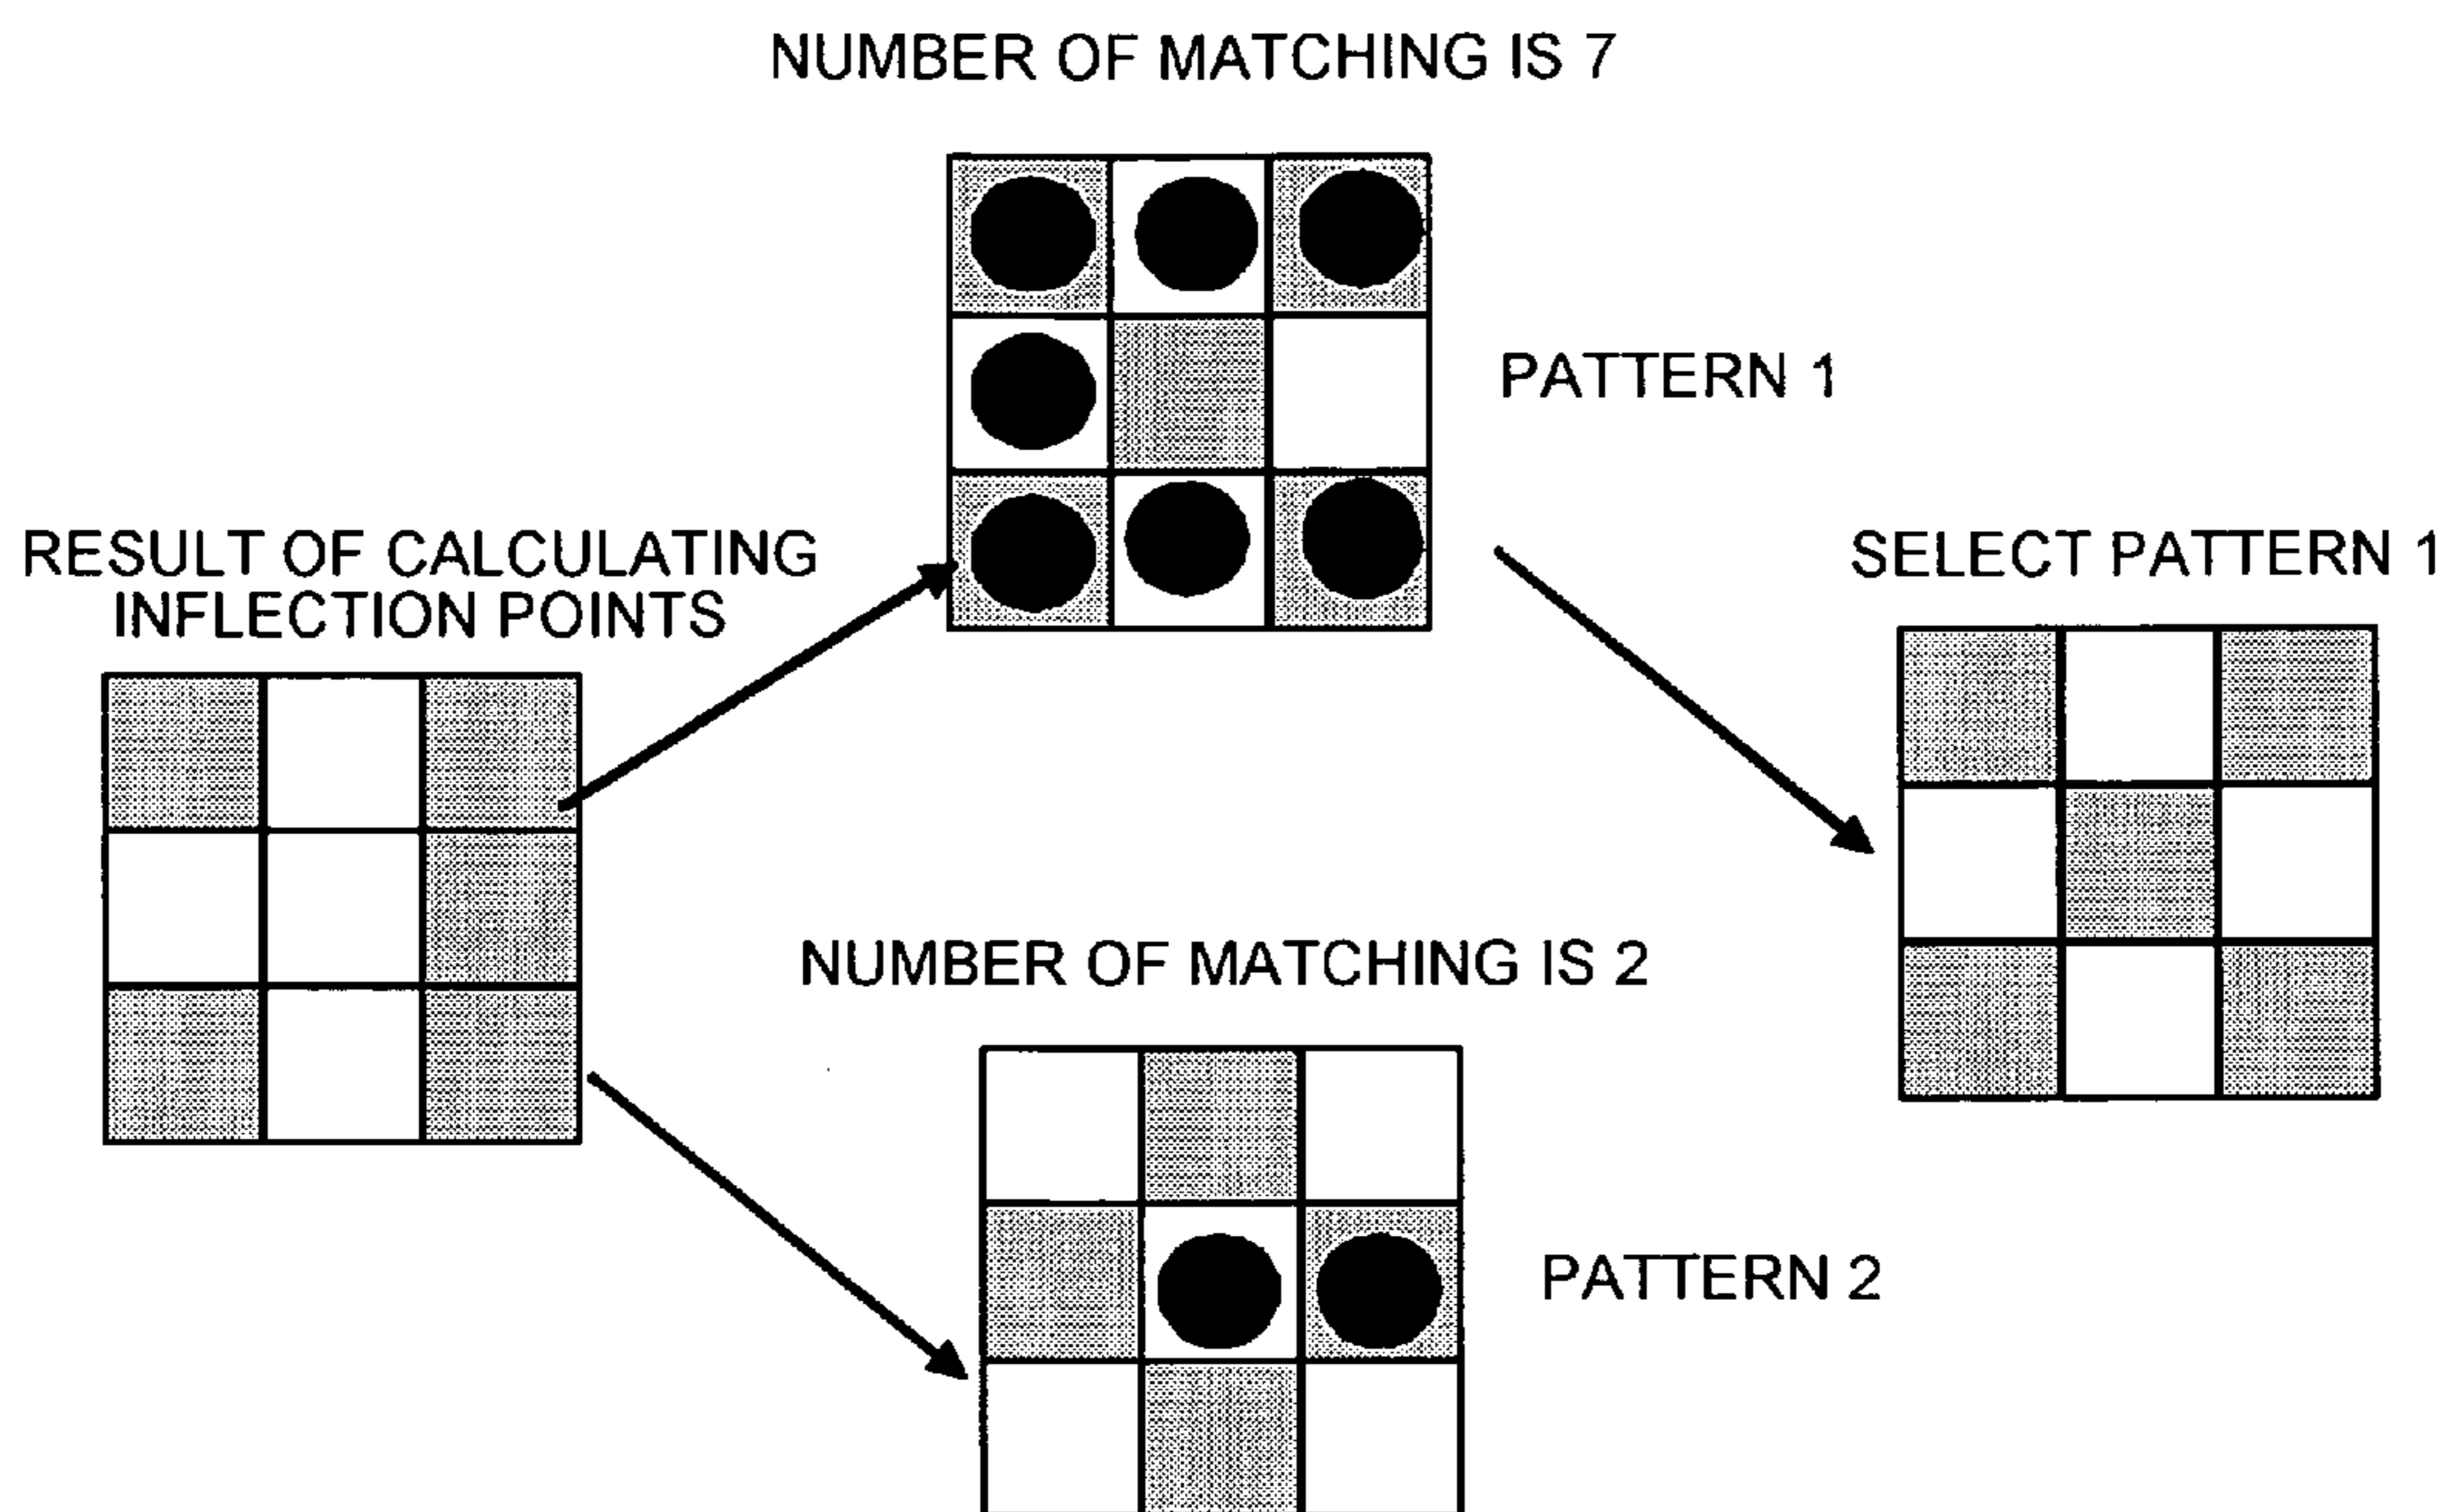 NUMBER OF MATCHING IS 7
PATTERN 1
RESULT OF CALCULATING
INFLECTION POINTS
SELECT PATTERN 1
NUMBER OF MATCHING IS 2
PATTERN 2